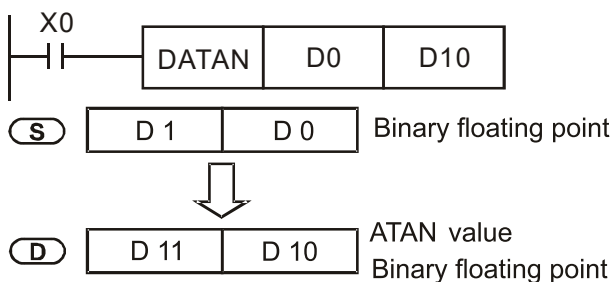 X0
DATAN D0 D10
S D 1 D 0 Binary floating point
D D 11 D 10 ATAN value
Binary floating point